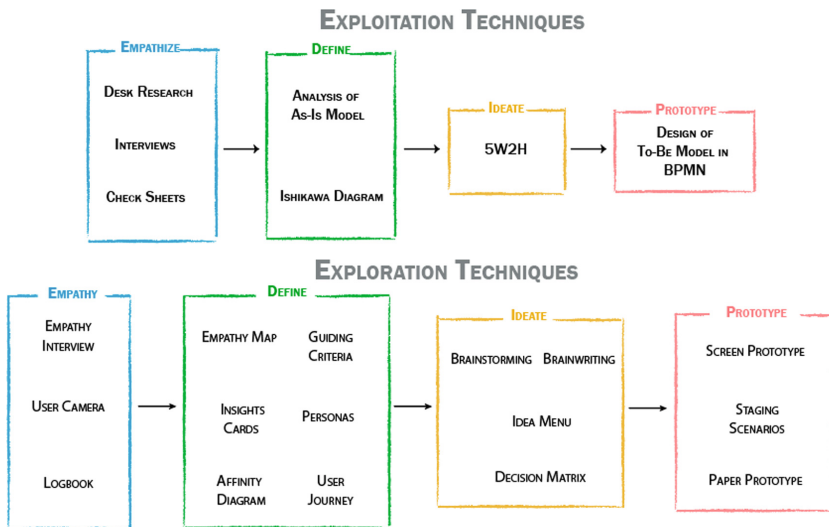 Exploitation Techniques
Empathize
Desk Research
Interviews
Check Sheets
Define
Analysis of
As-Is Model
Ishikawa Diagram
Ideate
5W2H
Prototype
Design of
To-Be Model in
BPMN
Exploration Techniques
Empathy
Empathy
Interview
User Camera
Logbook
Define
Empathy Map
Guiding
Criteria
Insights
Cards
Personas
Affinity
Diagram
User
Journey
Ideate
Brainstorming
Brainwriting
Idea Menu
Decision Matrix
Prototype
Screen Prototype
Staging
Scenarios
Paper Prototype